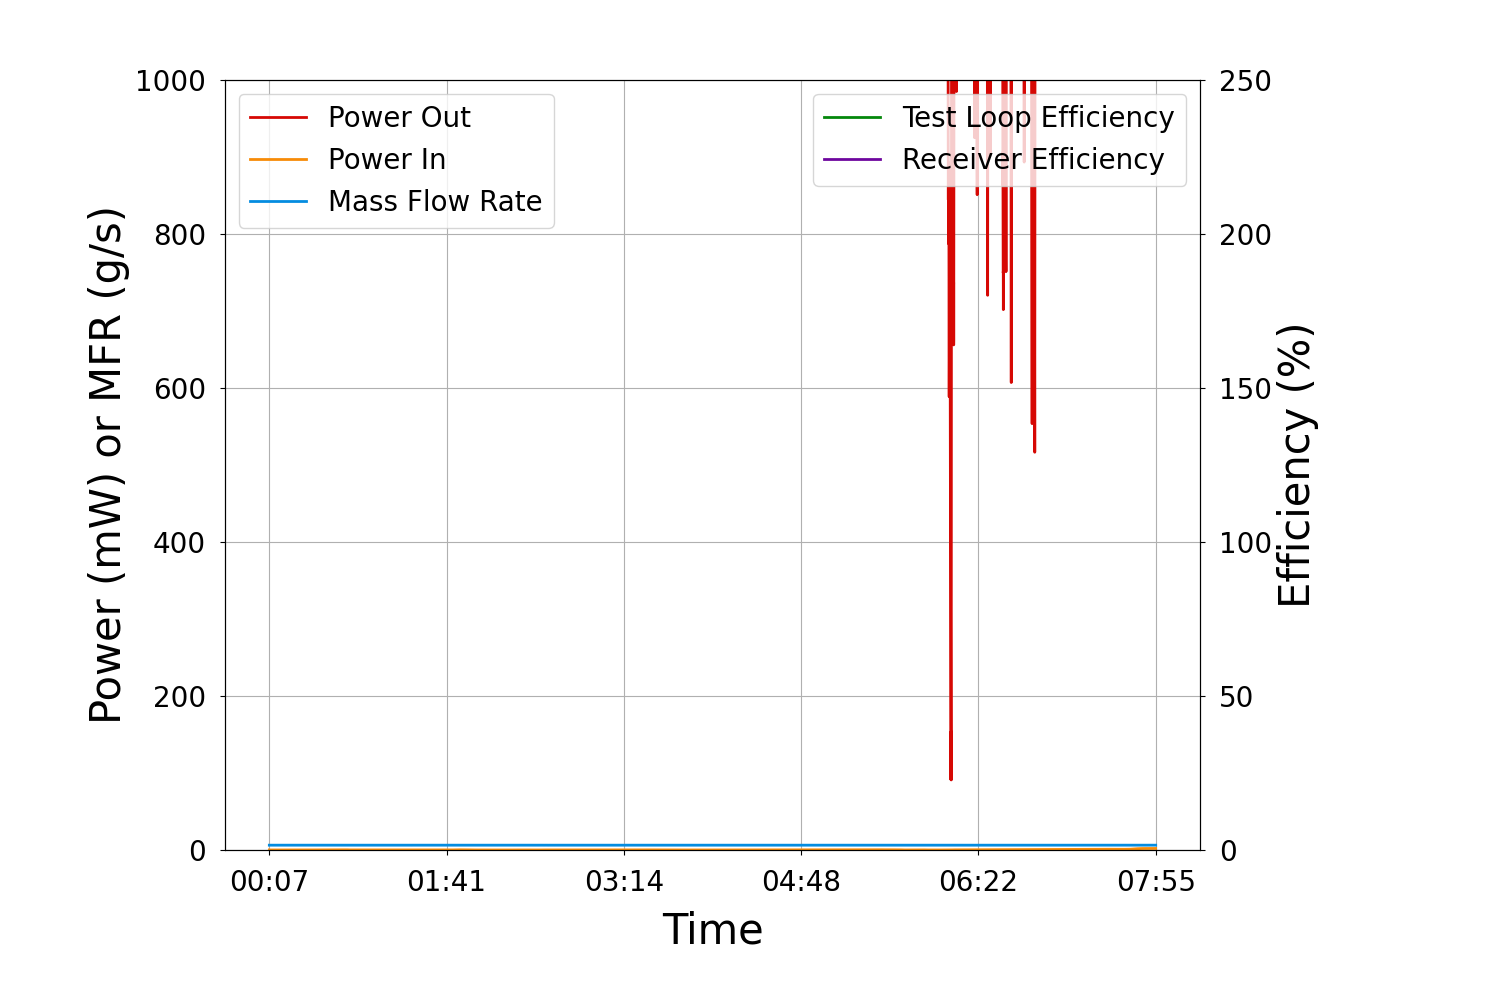 1000
800
600
400
200
0
Power (mW) or MFR (g/s)
Power Out
Power In
Mass Flow Rate
Test Loop Efficiency
Receiver Efficiency
250
200
150
100
50
0
Efficiency (%)
00:07 01:41 03:14 04:48 06:22 07:55
Time